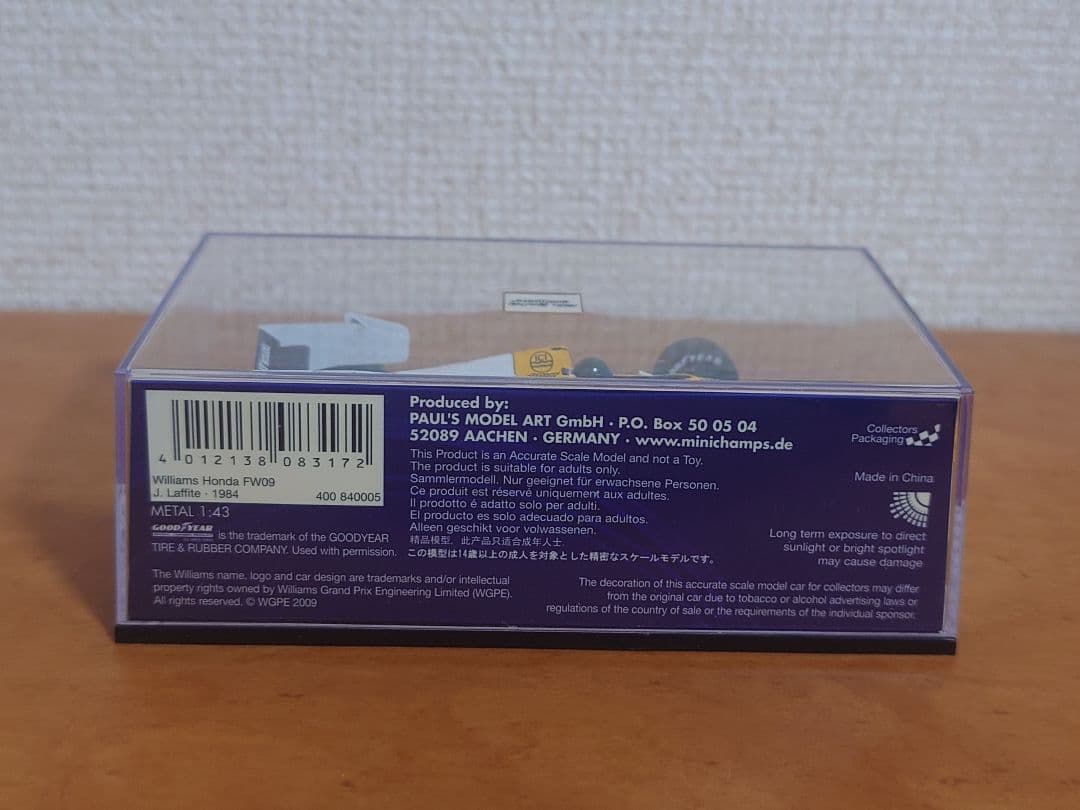 ICI
GOODYEAR
4 012138 083172
Williams Honda FW09
J. Laffite · 1984 400 840005
METAL 1:43
GOODYEAR
is the trademark of the GOODYEAR
TIRE & RUBBER COMPANY. Used with permission.
The Williams name, logo and car design are trademarks and/or intellectual
property rights owned by Williams Grand Prix Engineering Limited (WGPE).
All rights reserved. © WGPE 2009
Produced by:
PAUL'S MODEL ART GmbH · P.O. Box 50 05 04
52089 AACHEN · GERMANY · www.minichamps.de
This Product is an Accurate Scale Model and not a Toy.
The product is suitable for adults only.
Sammlermodell. Nur geeignet für erwachsene Personen.
Ce produit est réservé uniquement aux adultes.
Il prodotto é adatto solo per adulti.
El producto es solo adecuado para adultos.
Alleen geschikt voor volwassenen.
精品模型，此产品只适合成年人士.
この模型は14歳以上の成人を対象とした精密なスケールモデルです。
Collectors
Packaging
Made in China
Long term exposure to direct
sunlight or bright spotlight
may cause damage
The decoration of this accurate scale model car for collectors may differ
from the original car due to tobacco or alcohol advertising laws or
regulations of the country of sale or the requirements of the individual sponsor.